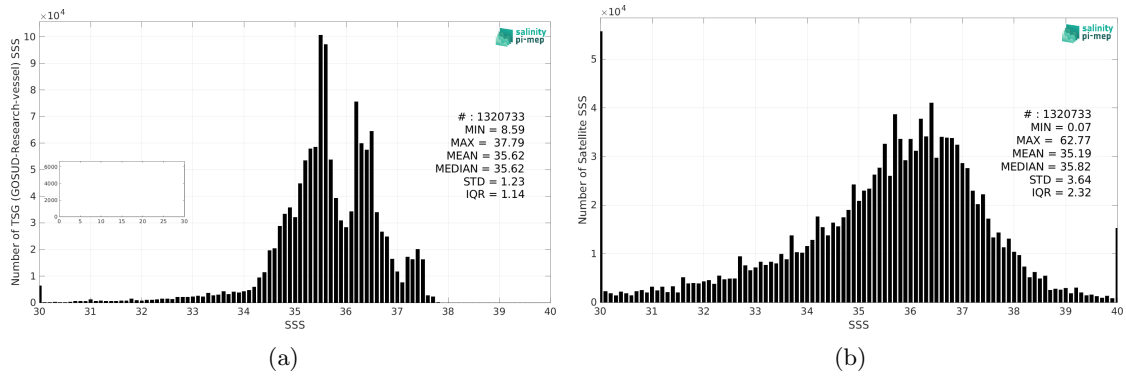 ×10⁴
10
9
8
7
6
5
4
3
2
1
0
Number of TSG (GOSUD-Research-vessel) SSS
salinity
pi-mep
# : 1320733
MIN = 8.59
MAX = 37.79
MEAN = 35.62
MEDIAN = 35.62
STD = 1.23
IQR = 1.14
6000
4000
2000
0
0 5 10 15 20 25 30
30 31 32 33 34 35 36 37 38 39 40
SSS
(a)
×10⁴
5
4
3
2
1
0
Number of Satellite SSS
salinity
pi-mep
# : 1320733
MIN = 0.07
MAX = 62.77
MEAN = 35.19
MEDIAN = 35.82
STD = 3.64
IQR = 2.32
30 31 32 33 34 35 36 37 38 39 40
SSS
(b)